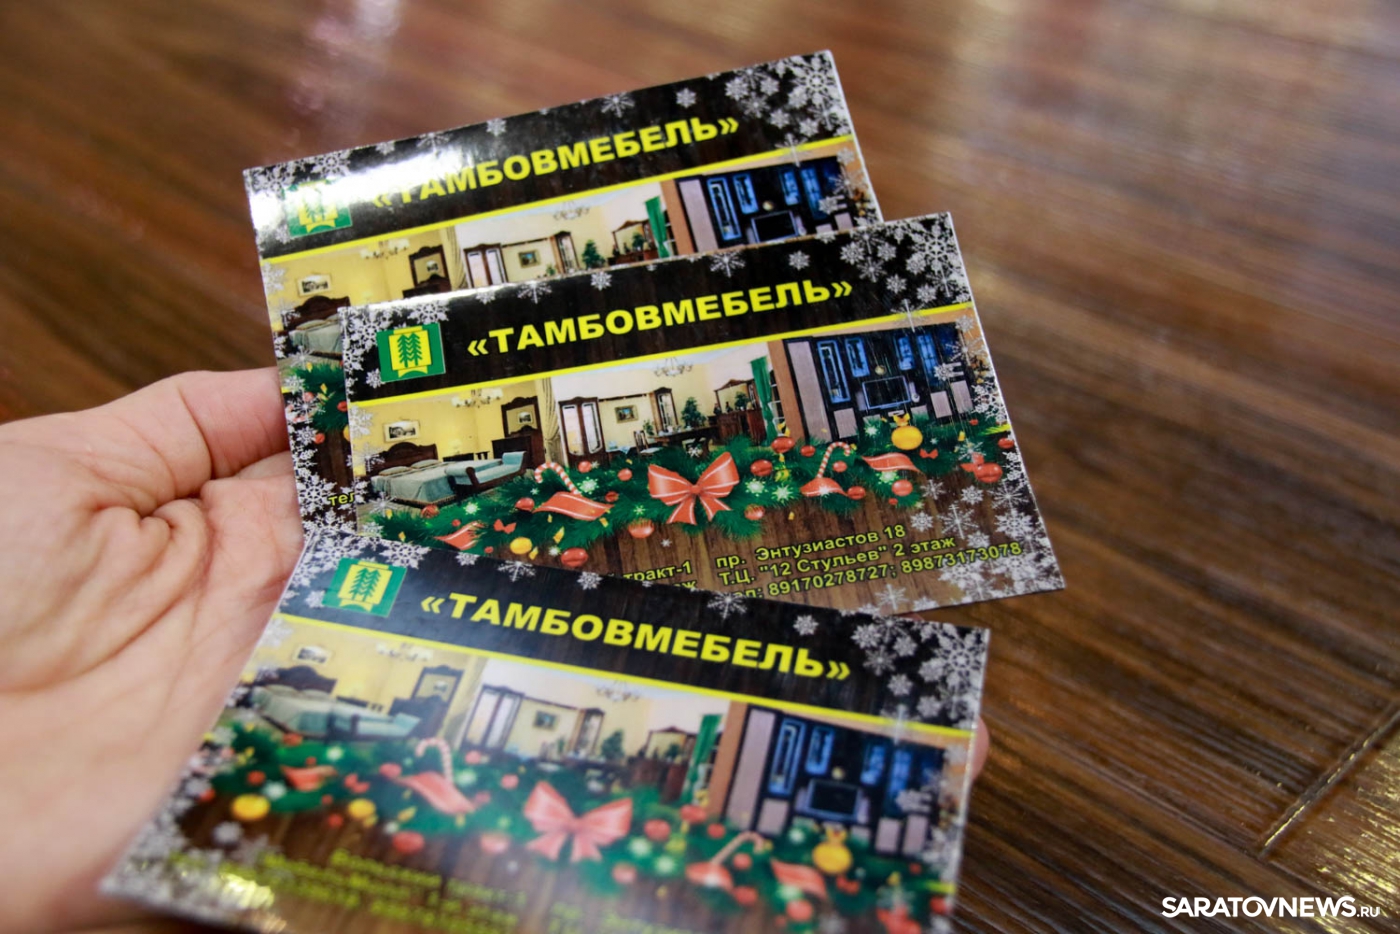 «ТАМБОВМЕБЕЛЬ»
«ТАМБОВМЕБЕЛЬ»
пр. Энтузиастов 18
тракт-1 Т.Ц. "12 Стульев" 2 этаж
89170278727; 89873173078
«ТАМБОВМЕБЕЛЬ»
SARATOVNEWS.RU